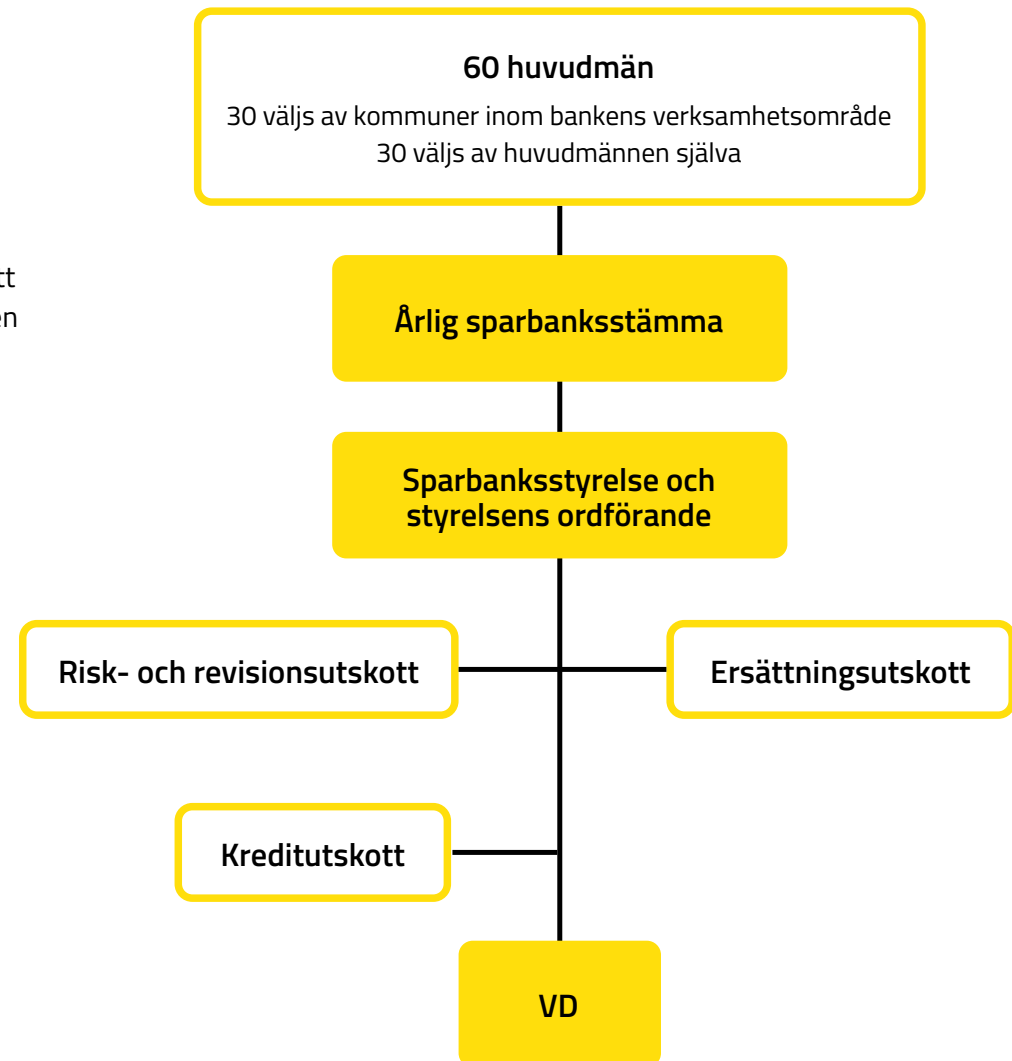 60 huvudmän
30 väljs av kommuner inom bankens verksamhetsområde
30 väljs av huvudmännen själva
Årlig sparbanksstämma
Sparbanksstyrelse och
styrelsens ordförande
Risk- och revisionsutskott
Ersättningsutskott
Kreditutskott
VD